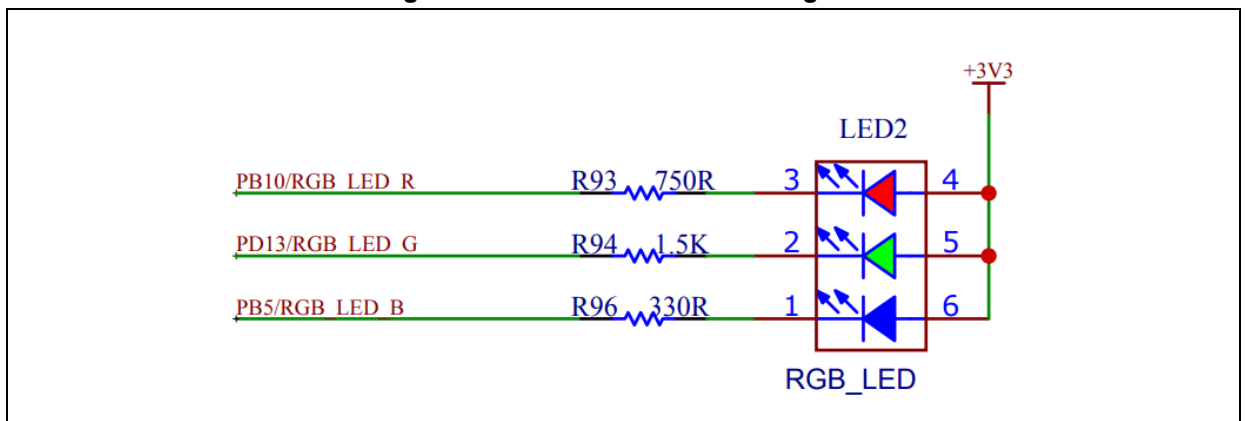 +3V3
LED2
PB10/RGB_LED_R R93 750R 3 4
PD13/RGB_LED_G R94 1.5K 2 5
PB5/RGB_LED_B R96 330R 1 6
RGB_LED